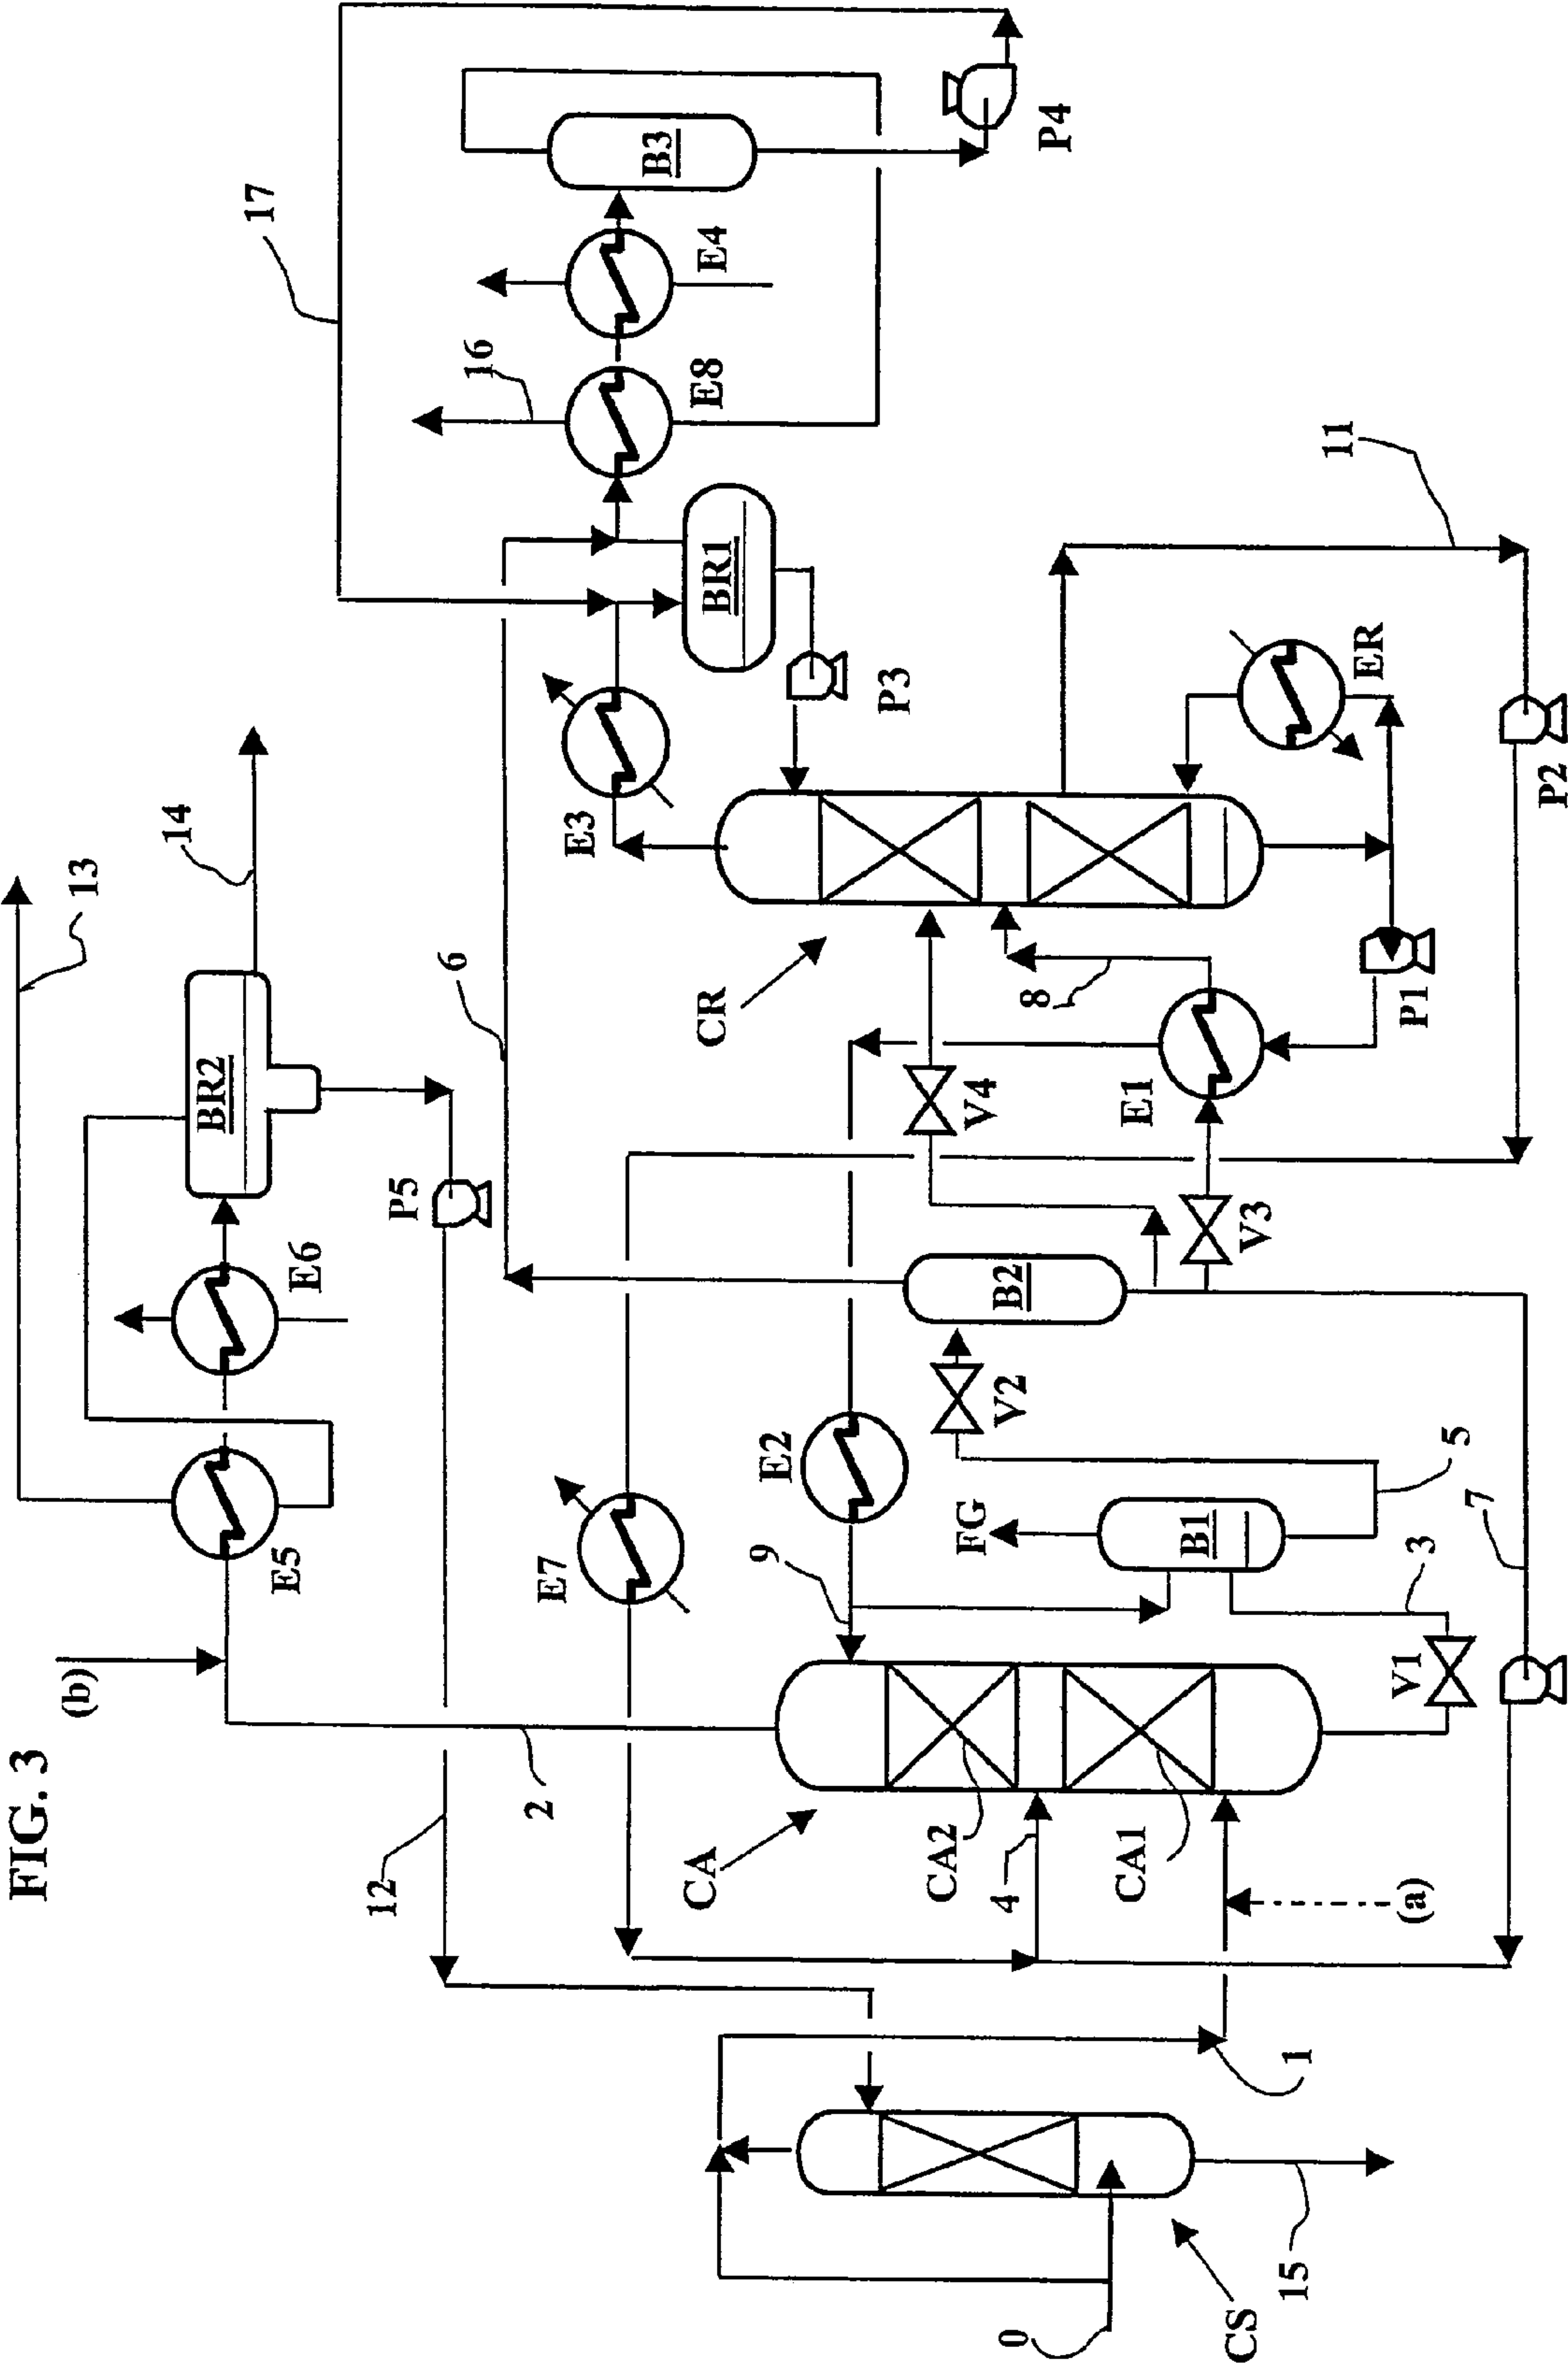 FIG. 3
(b)
13
14
BR2
E5
E6
P5
12
2
17
16
E8
E4
B3
P4
6
E3
BR1
P3
E7
E2
9
CA
CA2
4
CA1
(a)
FG
B1
V2
B2
5
3
V1
7
V4
V3
E1
8
CR
P1
ER
11
P2
0
CS
15
1